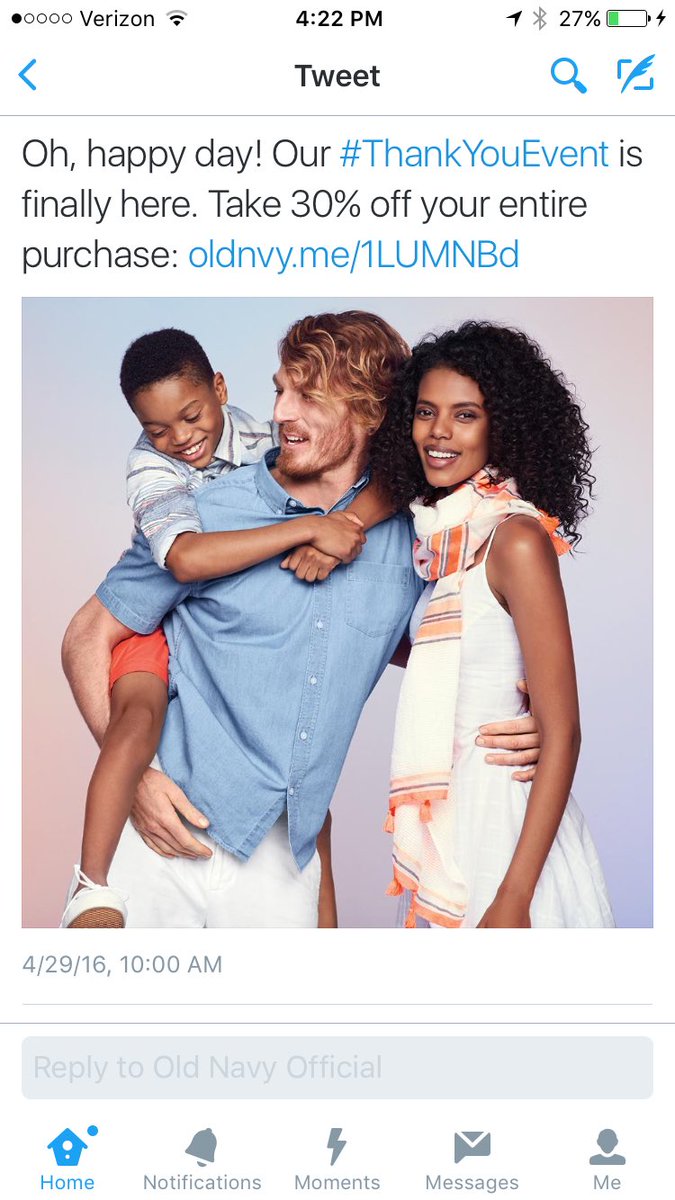 Verizon 4:22 PM 27%
Tweet
Oh, happy day! Our #ThankYouEvent is
finally here. Take 30% off your entire
purchase: oldnvy.me/1LUMNBd
4/29/16, 10:00 AM
Reply to Old Navy Official
Home Notifications Moments Messages Me